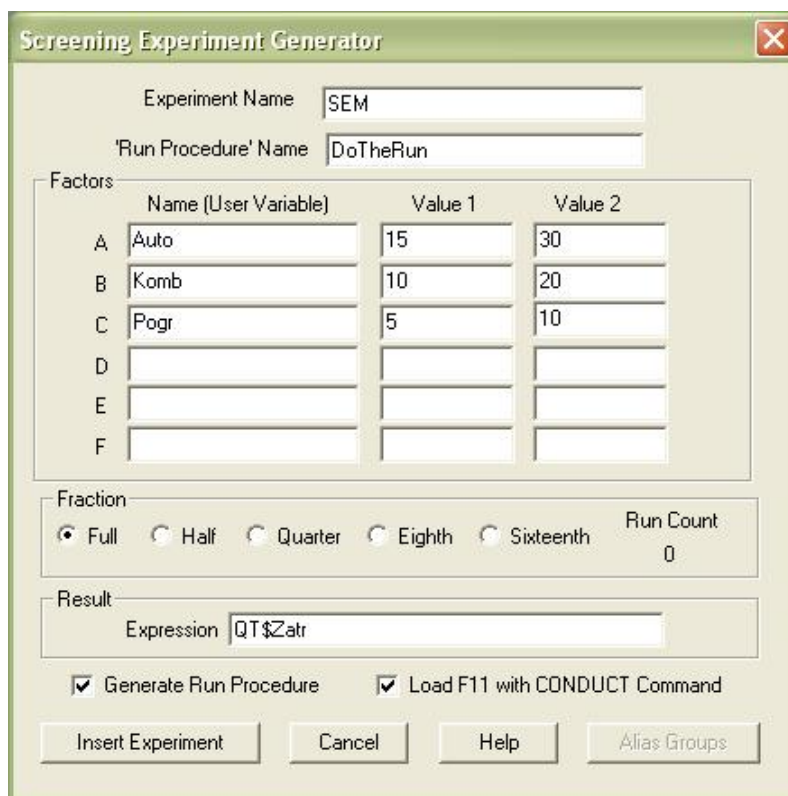 Screening Experiment Generator
Experiment Name SEM
'Run Procedure' Name DoTheRun
Factors
Name (User Variable) Value 1 Value 2
A Auto 15 30
B Komb 10 20
C Pogr 5 10
D
E
F
Fraction
Full Half Quarter Eighth Sixteenth Run Count
0
Result
Expression QT$Zatr
Generate Run Procedure Load F11 with CONDUCT Command
Insert Experiment Cancel Help Alias Groups